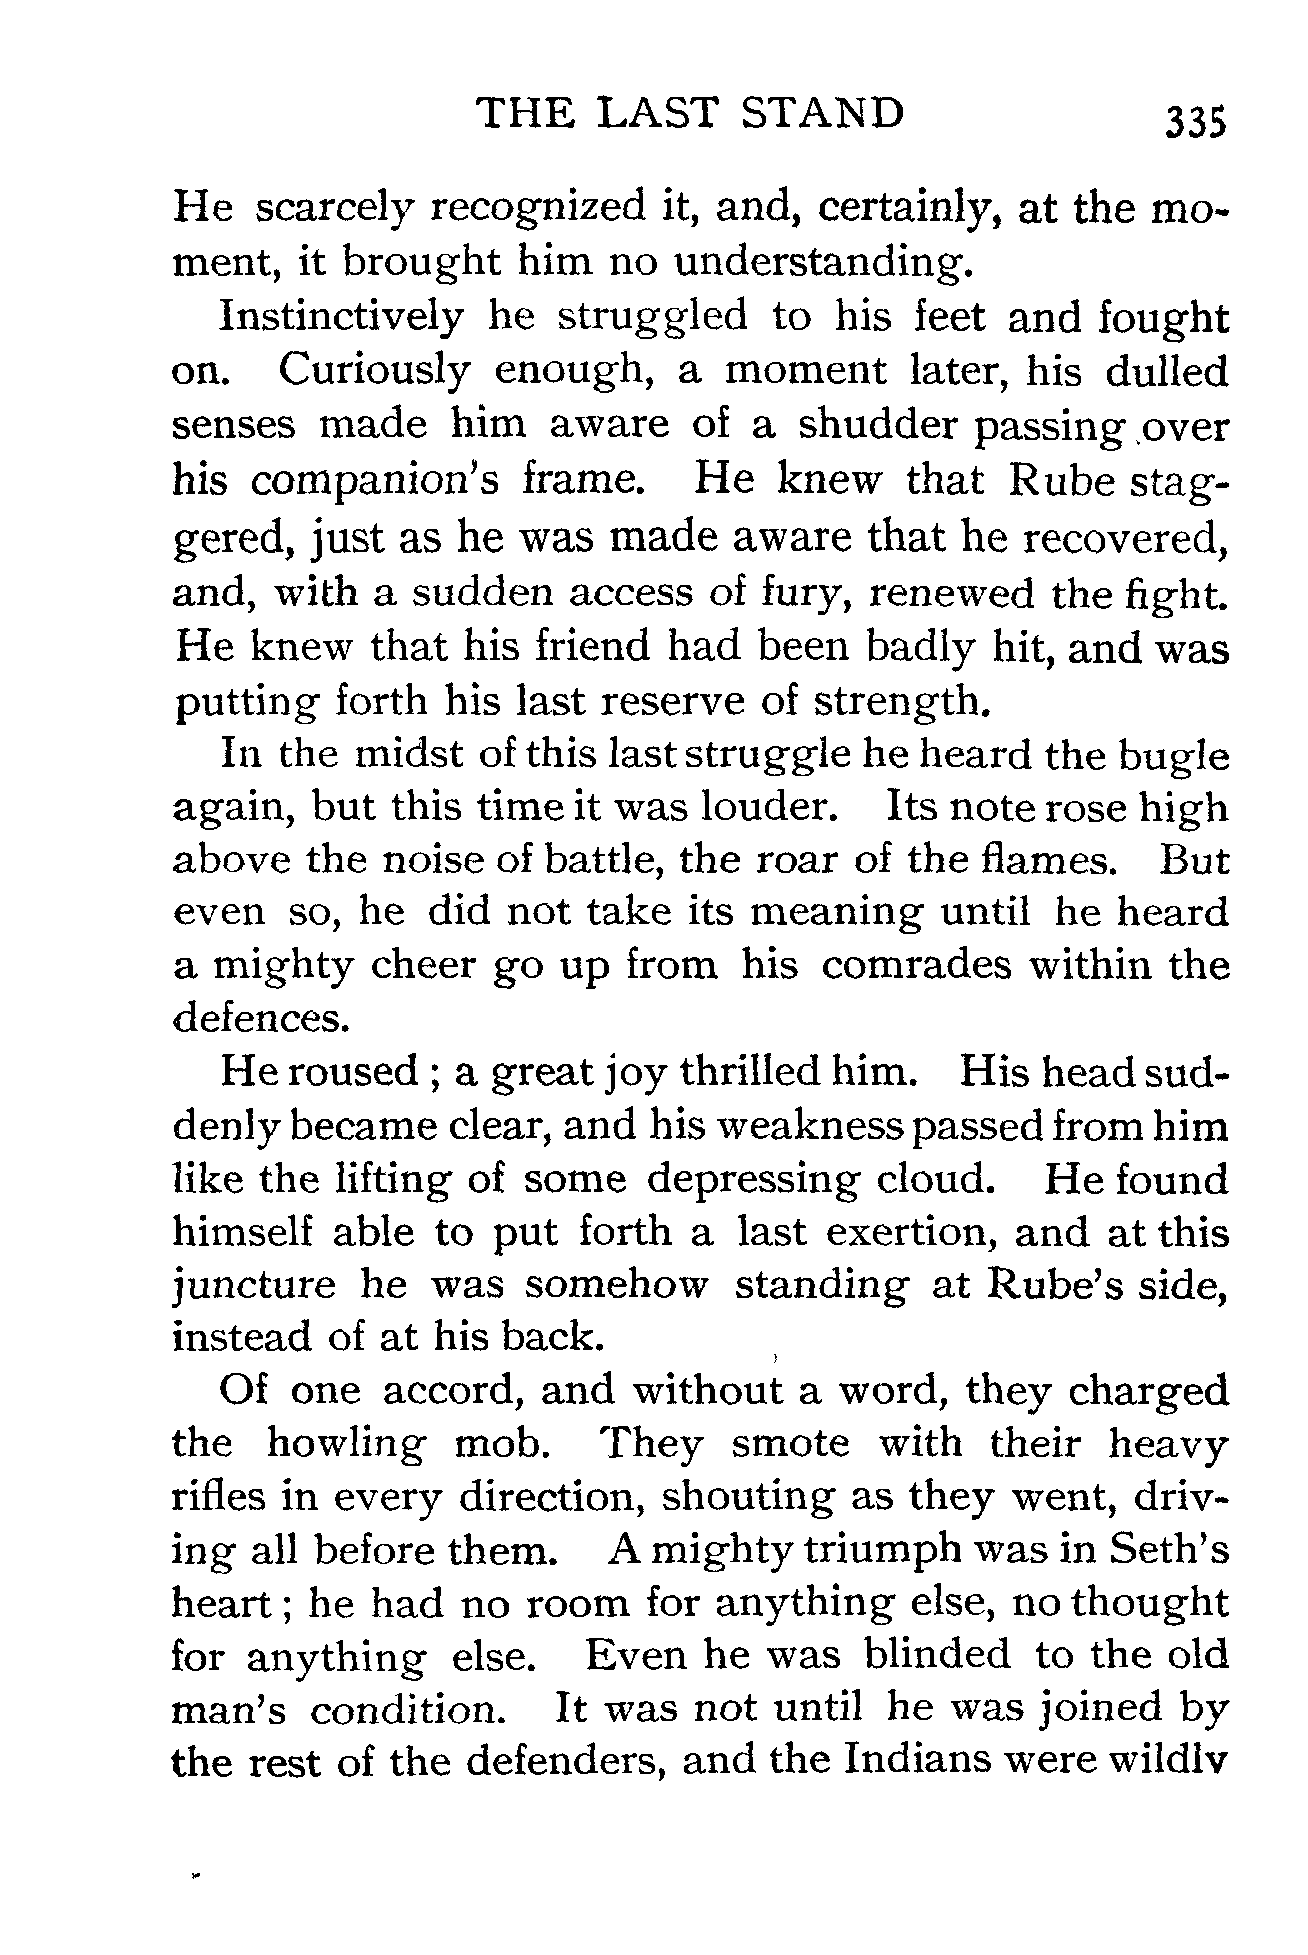 THE LAST STAND 335
He scarcely recognized it, and, certainly, at the mo-
ment, it brought him no understanding.
Instinctively he struggled to his feet and fought
on. Curiously enough, a moment later, his dulled
senses made him aware of a shudder passing over
his companion's frame. He knew that Rube stag-
gered, just as he was made aware that he recovered,
and, with a sudden access of fury, renewed the fight.
He knew that his friend had been badly hit, and was
putting forth his last reserve of strength.
In the midst of this last struggle he heard the bugle
again, but this time it was louder. Its note rose high
above the noise of battle, the roar of the flames. But
even so, he did not take its meaning until he heard
a mighty cheer go up from his comrades within the
defences.
He roused ; a great joy thrilled him. His head sud-
denly became clear, and his weakness passed from him
like the lifting of some depressing cloud. He found
himself able to put forth a last exertion, and at this
juncture he was somehow standing at Rube's side,
instead of at his back.
Of one accord, and without a word, they charged
the howling mob. They smote with their heavy
rifles in every direction, shouting as they went, driv-
ing all before them. A mighty triumph was in Seth's
heart ; he had no room for anything else, no thought
for anything else. Even he was blinded to the old
man's condition. It was not until he was joined by
the rest of the defenders, and the Indians were wildly